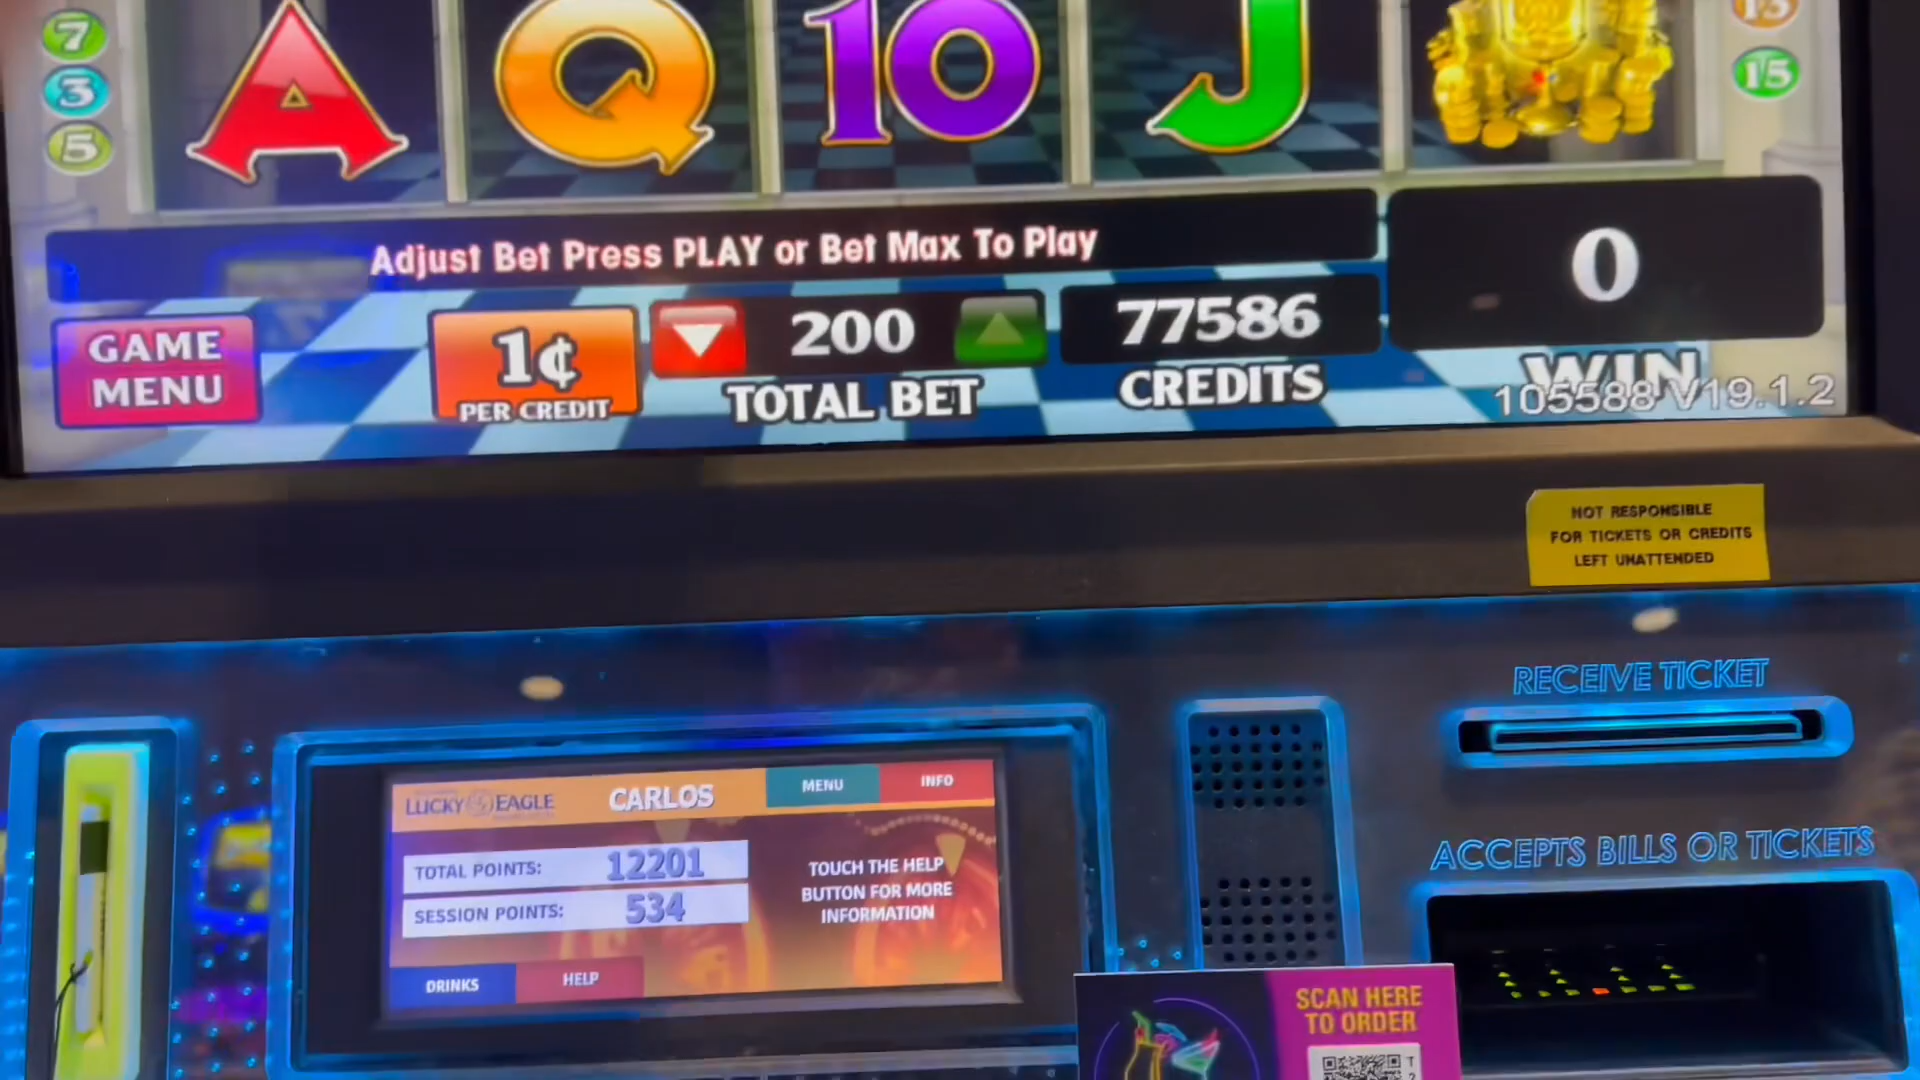 7
3
5
A
Q
10
J
13
15
Adjust Bet Press PLAY or Bet Max To Play
0
GAME
MENU
1¢
PER CREDIT
200
TOTAL BET
77586
CREDITS
WIN
105588 V19.1.2
NOT RESPONSIBLE
FOR TICKETS OR CREDITS
LEFT UNATTENDED
RECEIVE TICKET
ACCEPTS BILLS OR TICKETS
LUCKY EAGLE
CARLOS
MENU
INFO
TOTAL POINTS: 12201
SESSION POINTS: 534
TOUCH THE HELP
BUTTON FOR MORE
INFORMATION
DRINKS
HELP
SCAN HERE
TO ORDER